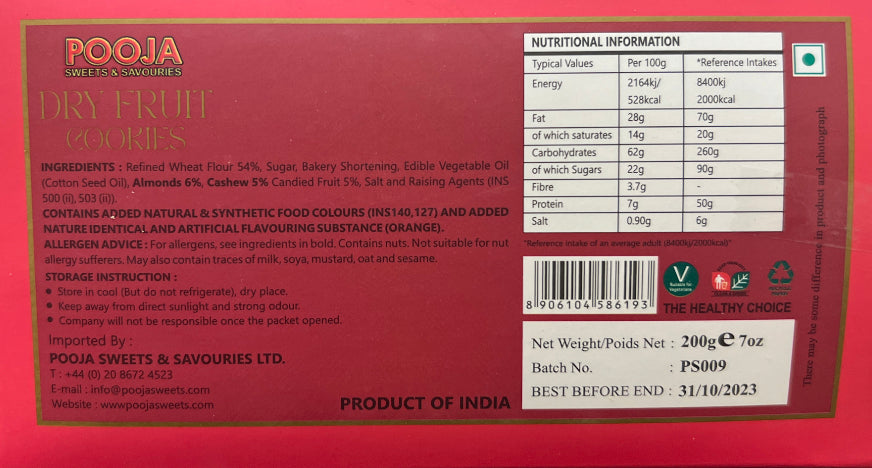 POOJA
SWEETS & SAVOURIES
DRY FRUIT
COOKIES
INGREDIENTS : Refined Wheat Flour 54%, Sugar, Bakery Shortening, Edible Vegetable Oil
(Cotton Seed Oil), Almonds 6%, Cashew 5% Candied Fruit 5%, Salt and Raising Agents (INS
500 (ii), 503 (ii)).
CONTAINS ADDED NATURAL & SYNTHETIC FOOD COLOURS (INS140,127) AND ADDED
NATURE IDENTICAL AND ARTIFICIAL FLAVOURING SUBSTANCE (ORANGE).
ALLERGEN ADVICE : For allergens, see ingredients in bold. Contains nuts. Not suitable for nut
allergy sufferers. May also contain traces of milk, soya, mustard, oat and sesame.
STORAGE INSTRUCTION :
• Store in cool (But do not refrigerate), dry place.
• Keep away from direct sunlight and strong odour.
• Company will not be responsible once the packet opened.
Imported By :
POOJA SWEETS & SAVOURIES LTD.
T : +44 (0) 20 8672 4523
E-mail : info@poojasweets.com
Website : wwwpoojasweets.com
PRODUCT OF INDIA
NUTRITIONAL INFORMATION
Typical Values Per 100g *Reference Intakes
Energy 2164kj/ 8400kj
528kcal 2000kcal
Fat 28g 70g
of which saturates 14g 20g
Carbohydrates 62g 260g
of which Sugars 22g 90g
Fibre 3.7g -
Protein 7g 50g
Salt 0.90g 6g
*Reference intake of an average adult (8400kj/2000kcal)*
8 906104 586193
V
Suitable for
Vegetarians
THE HEALTHY CHOICE
Net Weight/Poids Net : 200g e 7oz
Batch No. : PS009
BEST BEFORE END : 31/10/2023
There may be some difference in product and photograph